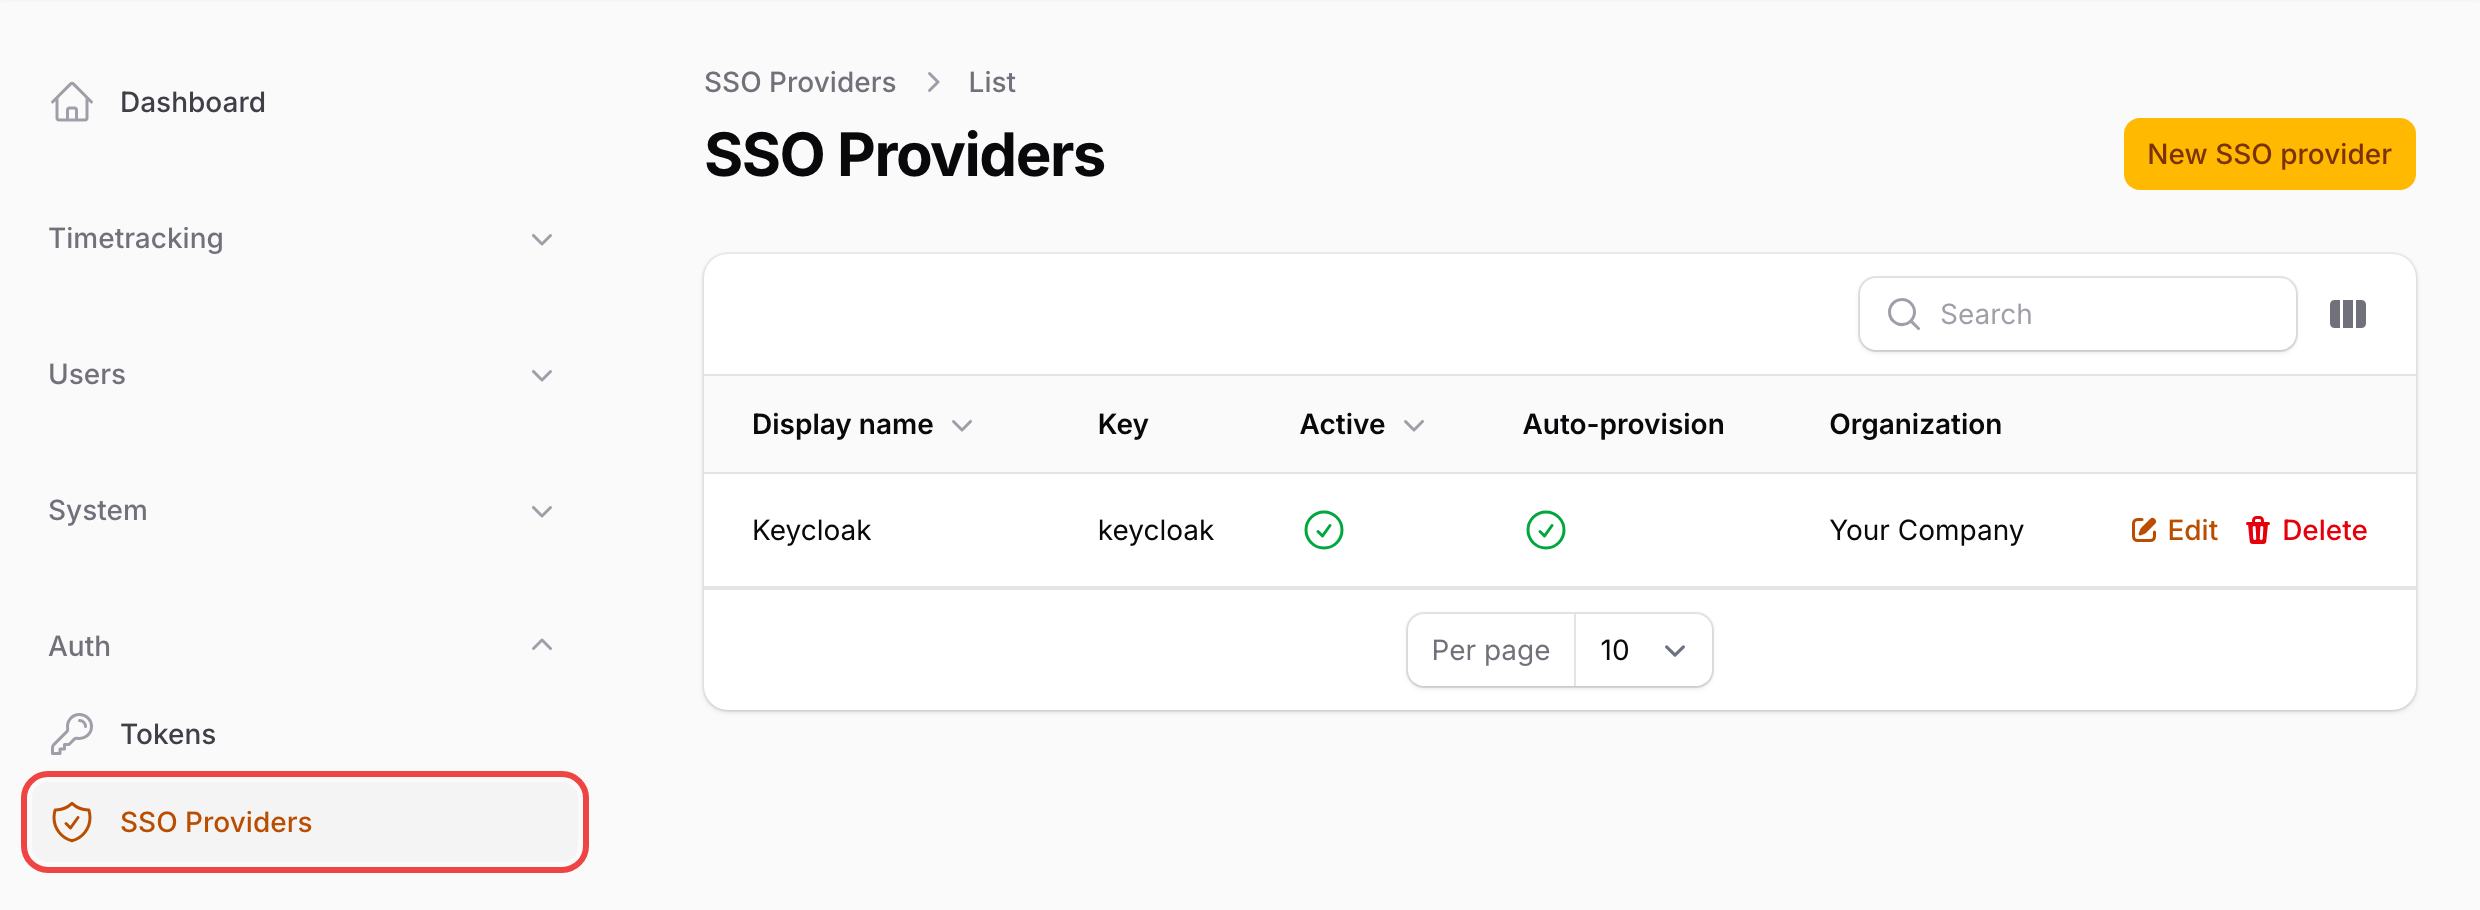 Dashboard
Timetracking
Users
System
Auth
Tokens
SSO Providers
SSO Providers > List
SSO Providers
New SSO provider
Search
Display name Key Active Auto-provision Organization
Keycloak keycloak Your Company Edit Delete
Per page 10